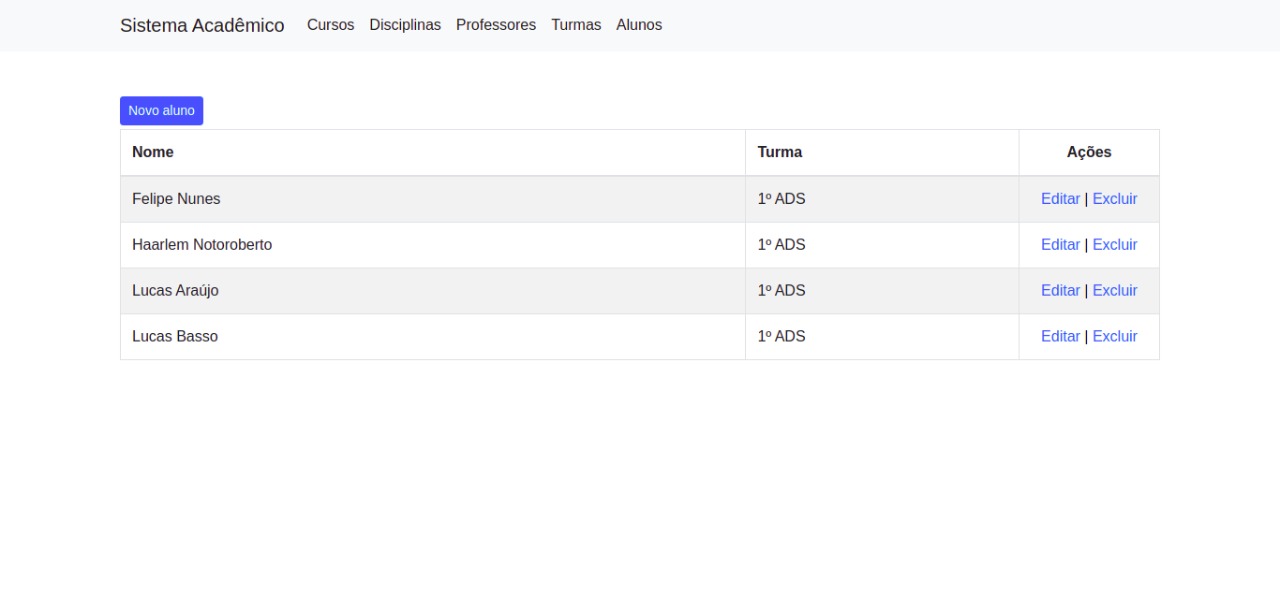 Sistema Acadêmico Cursos Disciplinas Professores Turmas Alunos
Novo aluno
Nome Turma Ações
Felipe Nunes 1º ADS Editar | Excluir
Haarlem Notoroberto 1º ADS Editar | Excluir
Lucas Araújo 1º ADS Editar | Excluir
Lucas Basso 1º ADS Editar | Excluir